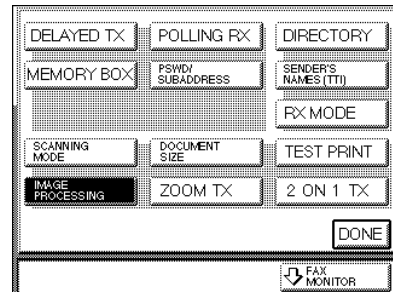 DELAYED TX POLLING RX DIRECTORY
MEMORY BOX PSWD/ SUBADDRESS SENDER'S NAMES (TTI)
RX MODE
SCANNING MODE DOCUMENT SIZE TEST PRINT
IMAGE PROCESSING ZOOM TX 2 ON 1 TX
DONE
FAX MONITOR